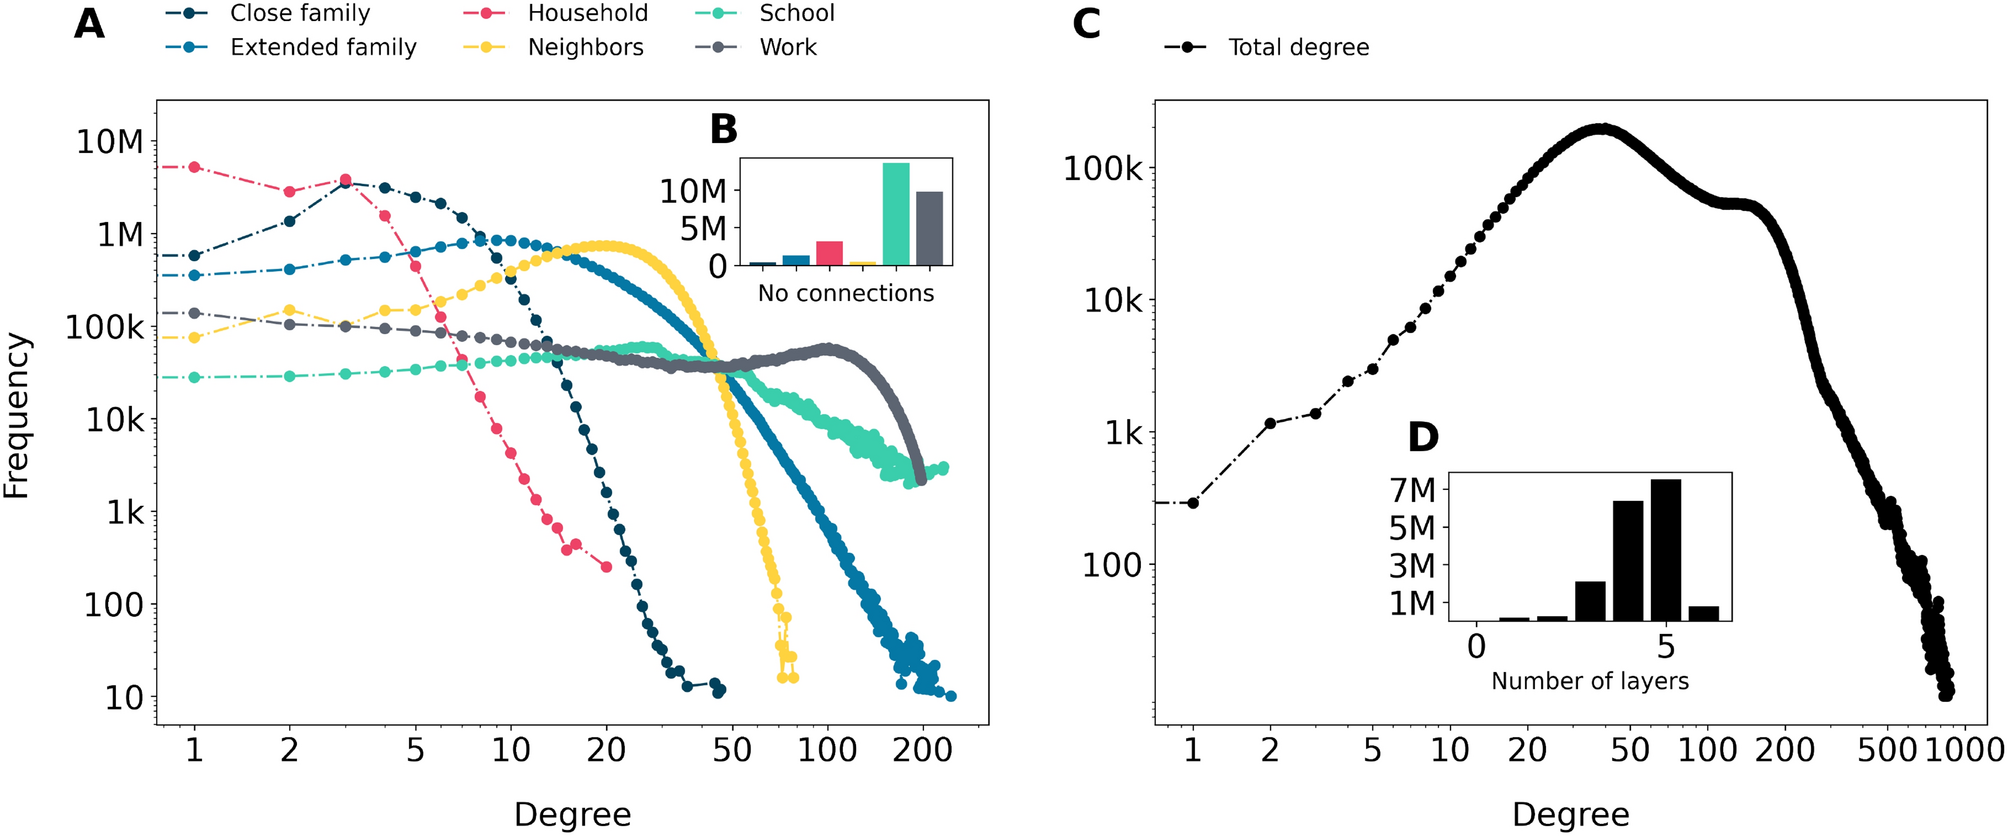 A
Close family
Household
School
Extended family
Neighbors
Work
Frequency
10M
1M
100k
10k
1k
100
10
1 2 5 10 20 50 100 200
Degree
B
10M
5M
0
No connections
C
Total degree
100k
10k
1k
100
1 2 5 10 20 50 100 200 500 1000
Degree
D
7M
5M
3M
1M
0 5
Number of layers